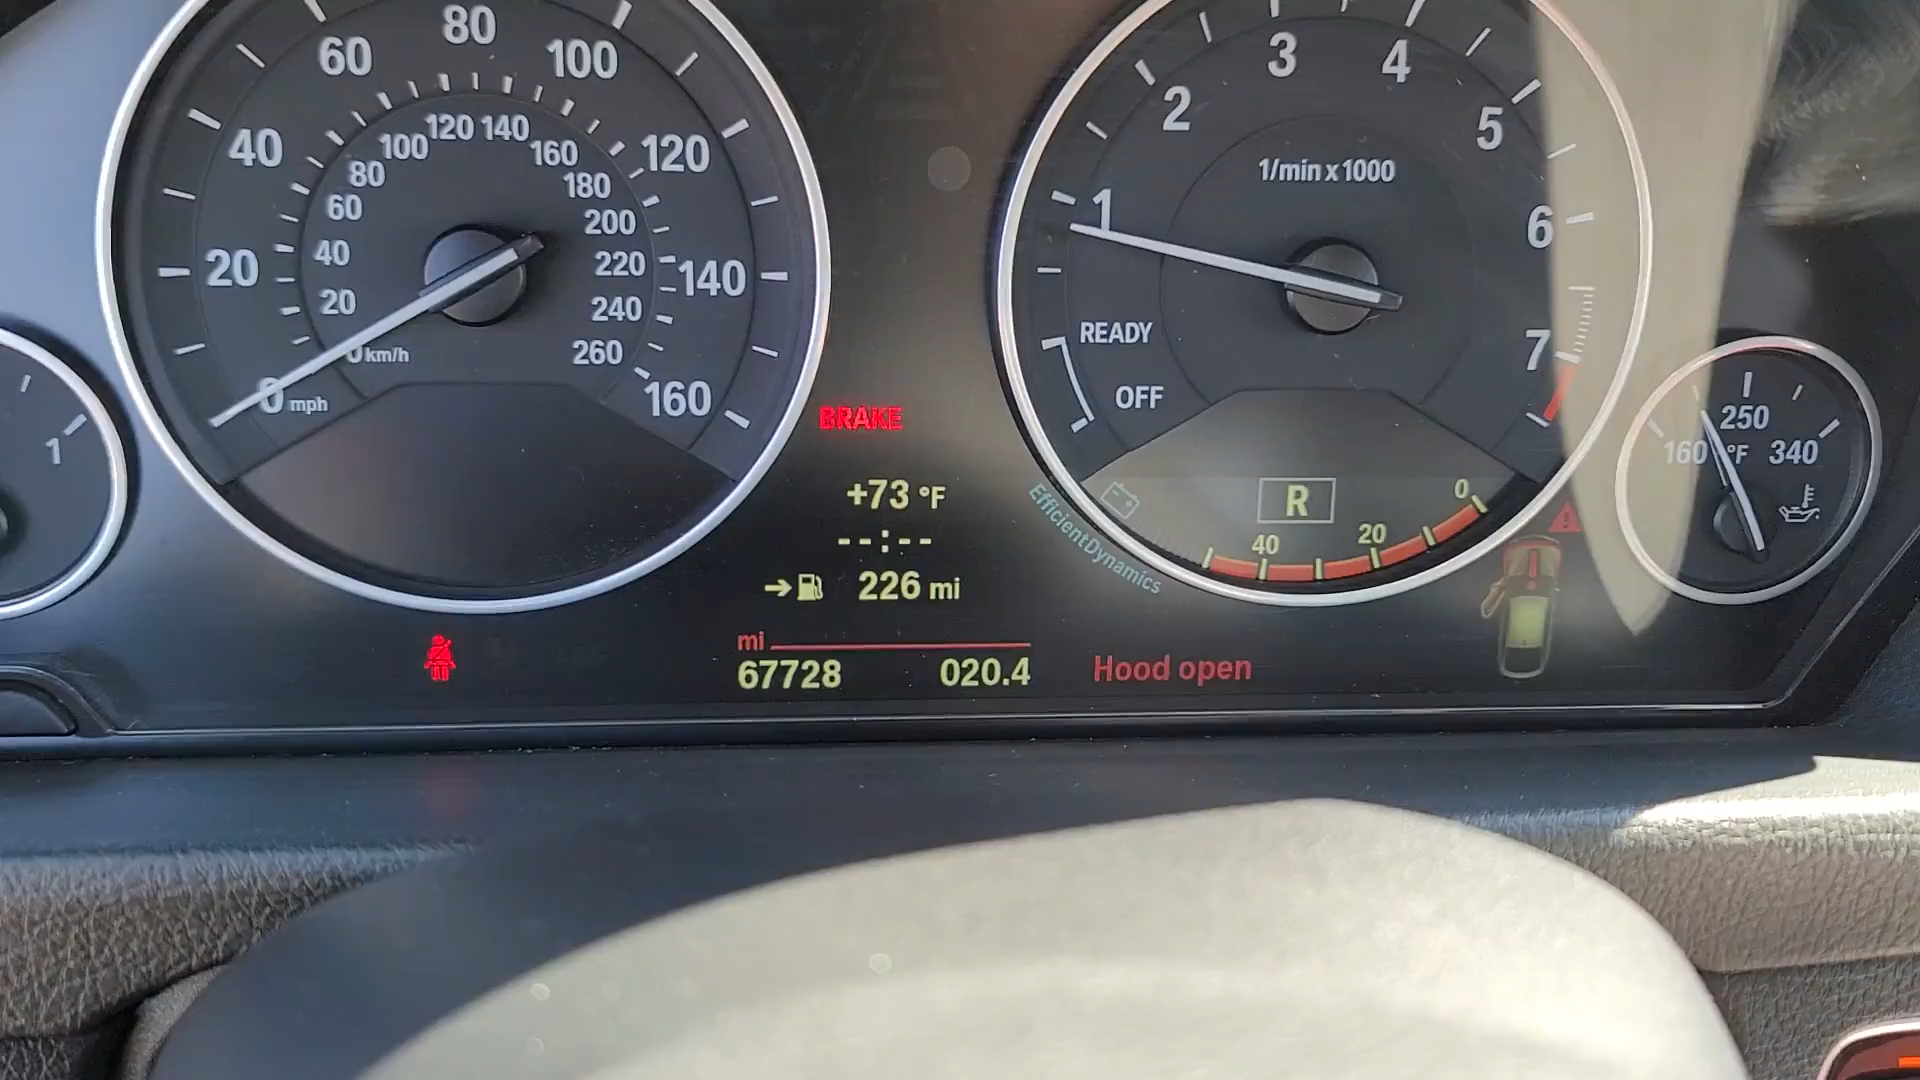 80
60
100
40
120
20
140
0 mph
160
120 140
100
160
80
180
60
200
40
220
20
240
0 km/h
260
1
BRAKE
+73 °F
--:--
226 mi
mi
67728 020.4
3
4
2
5
1/min x 1000
1
6
READY
7
OFF
R
0
20
40
EfficientDynamics
Hood open
250
160 °F 340